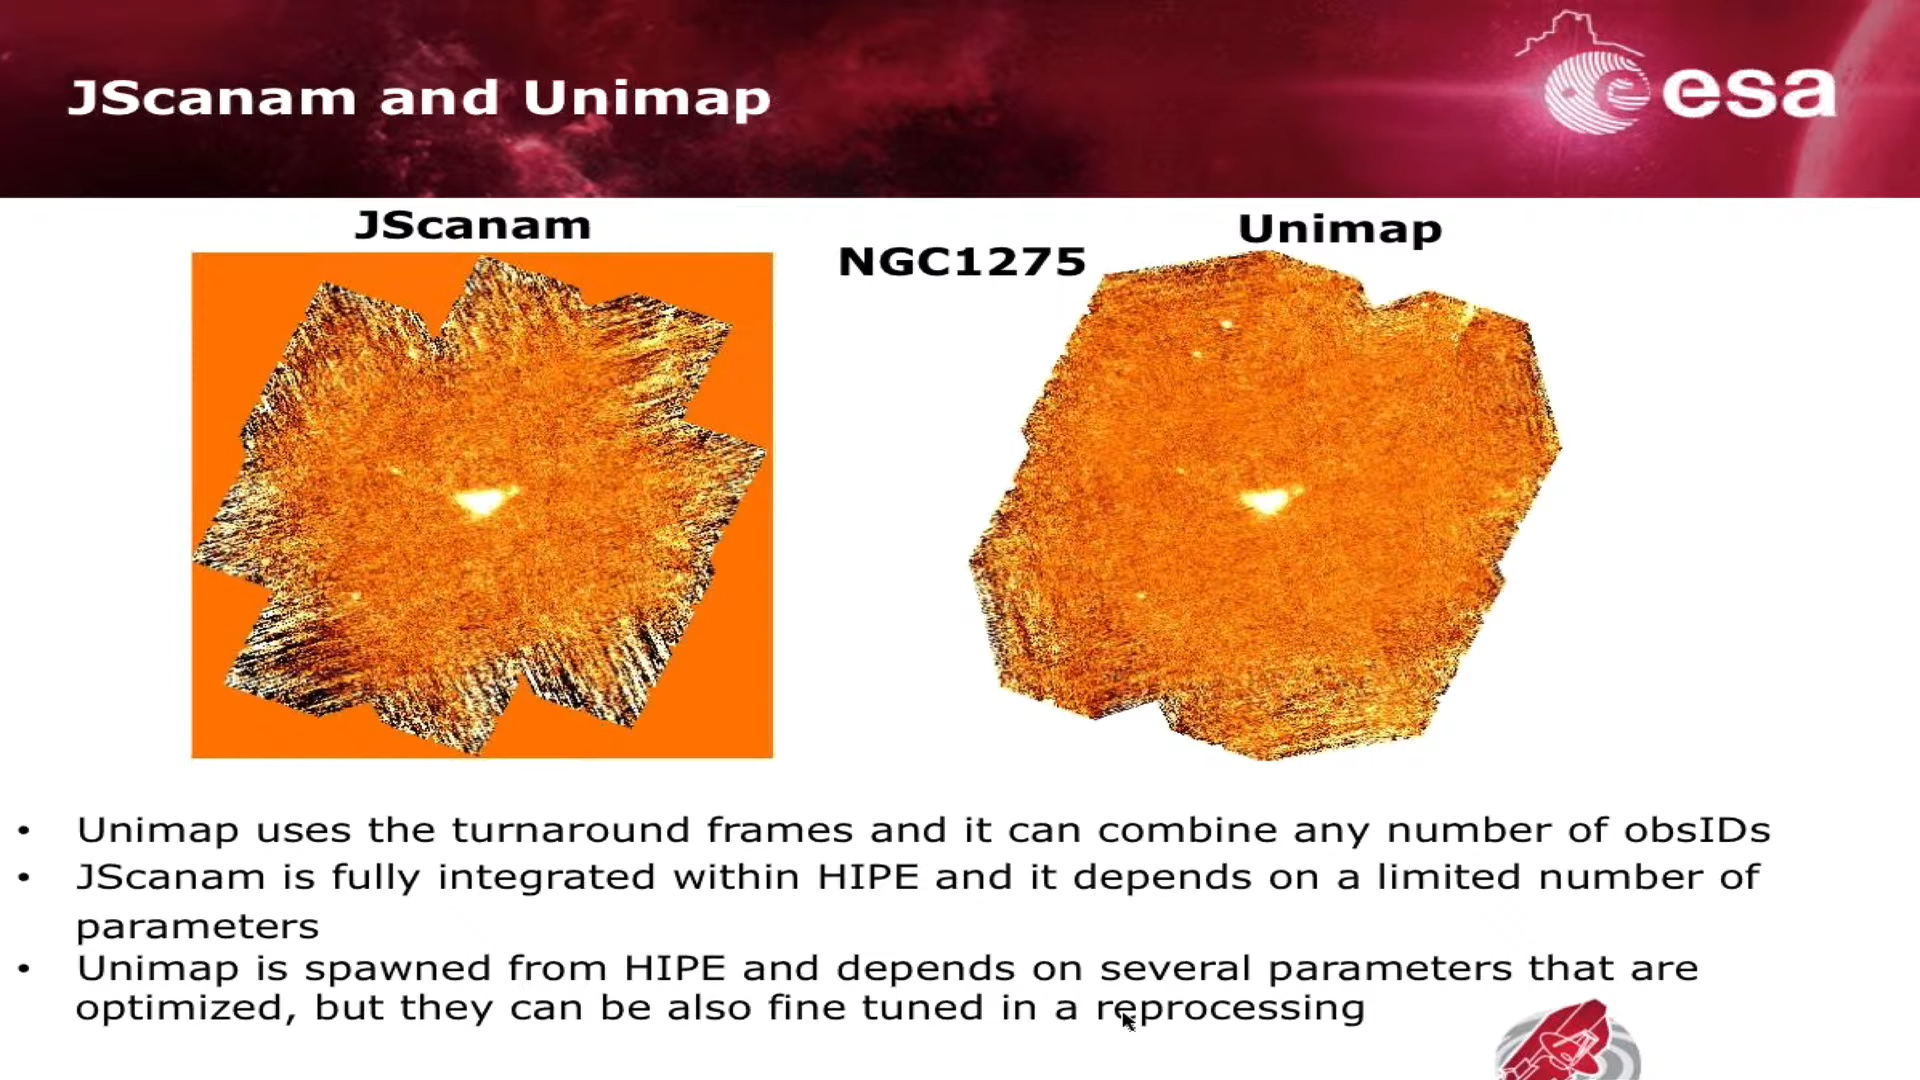 JScanam and Unimap
esa
JScanam
Unimap
NGC1275
• Unimap uses the turnaround frames and it can combine any number of obsIDs
• JScanam is fully integrated within HIPE and it depends on a limited number of
parameters
• Unimap is spawned from HIPE and depends on several parameters that are
optimized, but they can be also fine tuned in a reprocessing